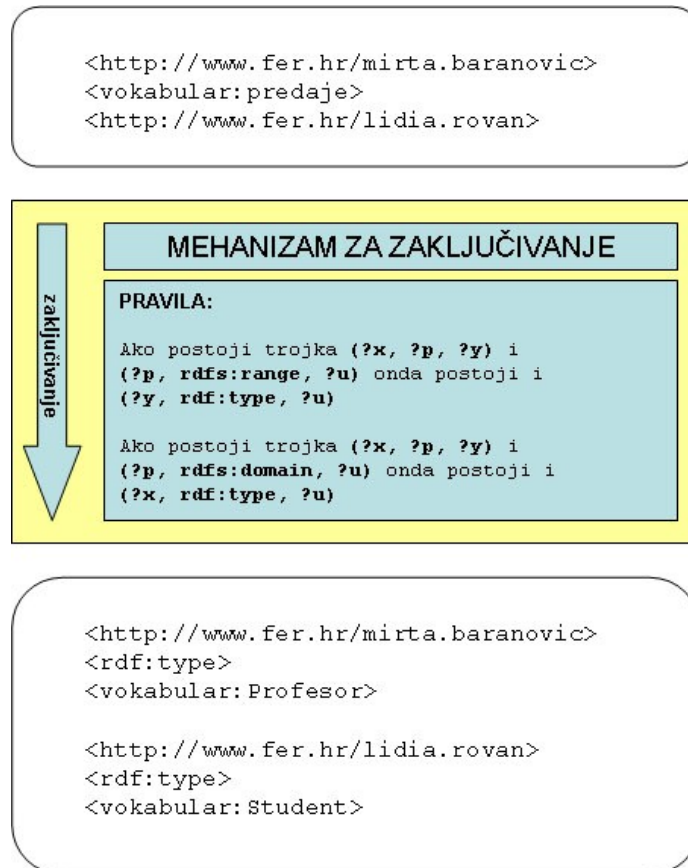 <http://www.fer.hr/mirta.baranovic>
<vokabular:predaje>
<http://www.fer.hr/lidia.rovan>
zaključivanje
MEHANIZAM ZA ZAKLJUČIVANJE
PRAVILA:
Ako postoji trojka (?x, ?p, ?y) i
(?p, rdfs:range, ?u) onda postoji i
(?y, rdf:type, ?u)
Ako postoji trojka (?x, ?p, ?y) i
(?p, rdfs:domain, ?u) onda postoji i
(?x, rdf:type, ?u)
<http://www.fer.hr/mirta.baranovic>
<rdf:type>
<vokabular:Profesor>
<http://www.fer.hr/lidia.rovan>
<rdf:type>
<vokabular:Student>